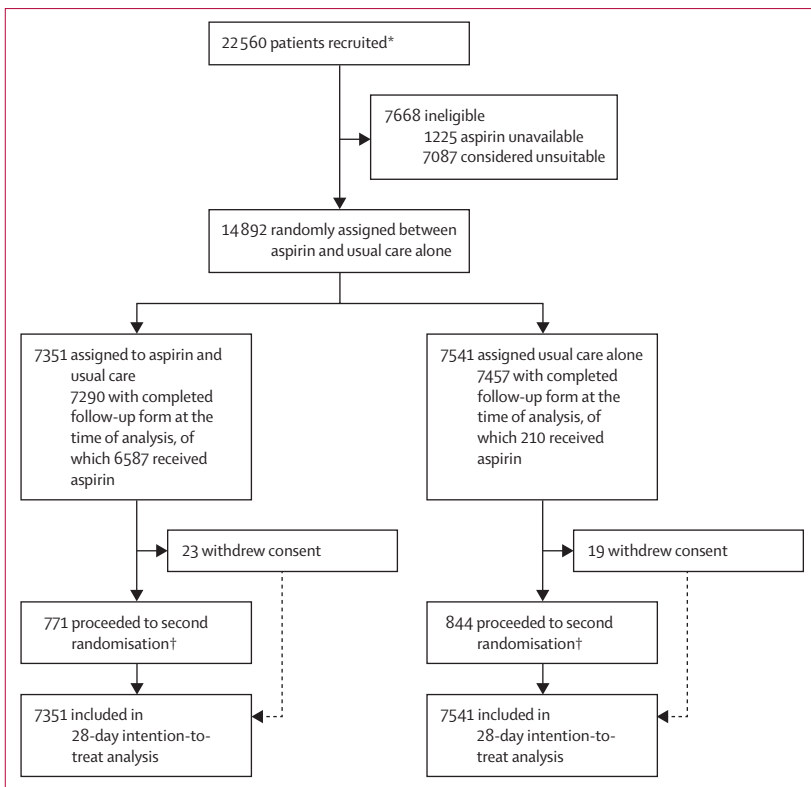 22 560 patients recruited*
7668 ineligible
1225 aspirin unavailable
7087 considered unsuitable
14 892 randomly assigned between
aspirin and usual care alone
7351 assigned to aspirin and
usual care
7290 with completed
follow-up form at the
time of analysis, of
which 6587 received
aspirin
7541 assigned usual care alone
7457 with completed
follow-up form at the
time of analysis, of
which 210 received
aspirin
23 withdrew consent
19 withdrew consent
771 proceeded to second
randomisation†
844 proceeded to second
randomisation†
7351 included in
28-day intention-to-
treat analysis
7541 included in
28-day intention-to-
treat analysis